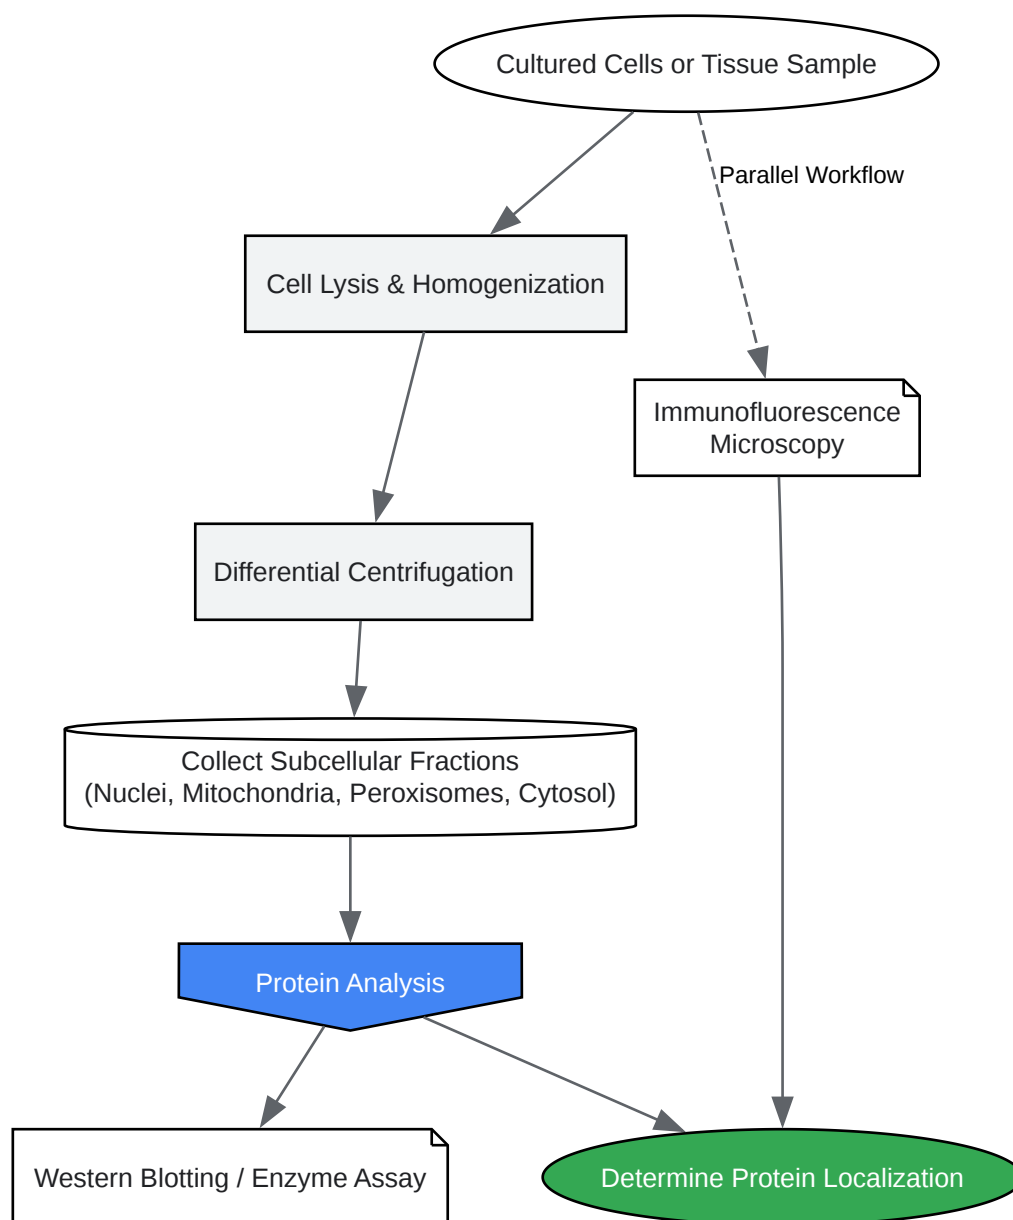 Cultured Cells or Tissue Sample
Parallel Workflow
Cell Lysis & Homogenization
Immunofluorescence
Microscopy
Differential Centrifugation
Collect Subcellular Fractions
(Nuclei, Mitochondria, Peroxisomes, Cytosol)
Protein Analysis
Western Blotting / Enzyme Assay
Determine Protein Localization